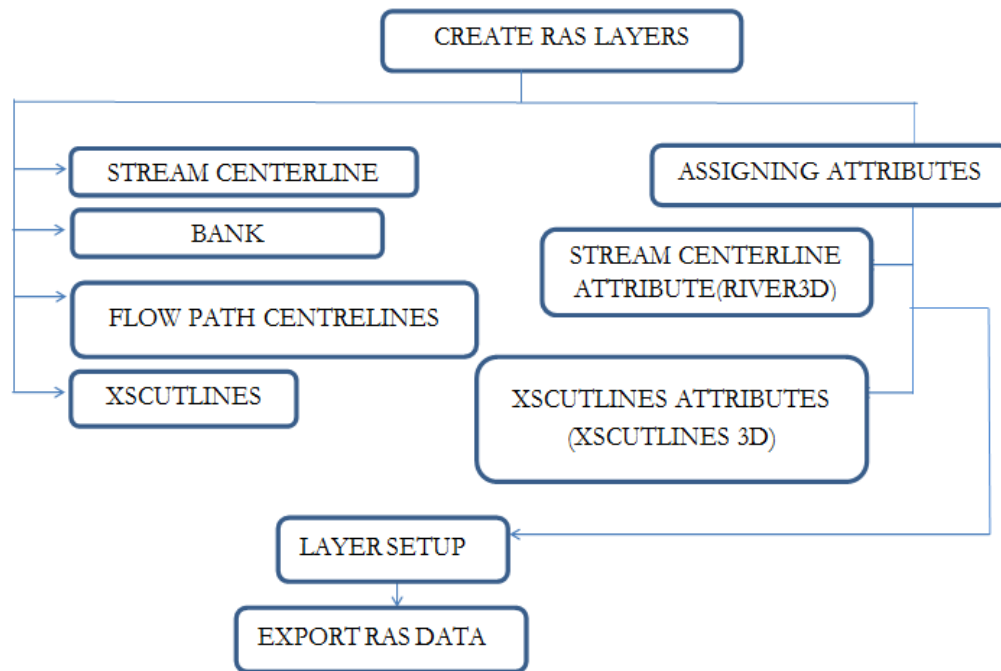 CREATE RAS LAYERS
STREAM CENTERLINE
BANK
FLOW PATH CENTRELINES
XSCUTLINES
ASSIGNING ATTRIBUTES
STREAM CENTERLINE
ATTRIBUTE(RIVER3D)
XSCUTLINES ATTRIBUTES
(XSCUTLINES 3D)
LAYER SETUP
EXPORT RAS DATA